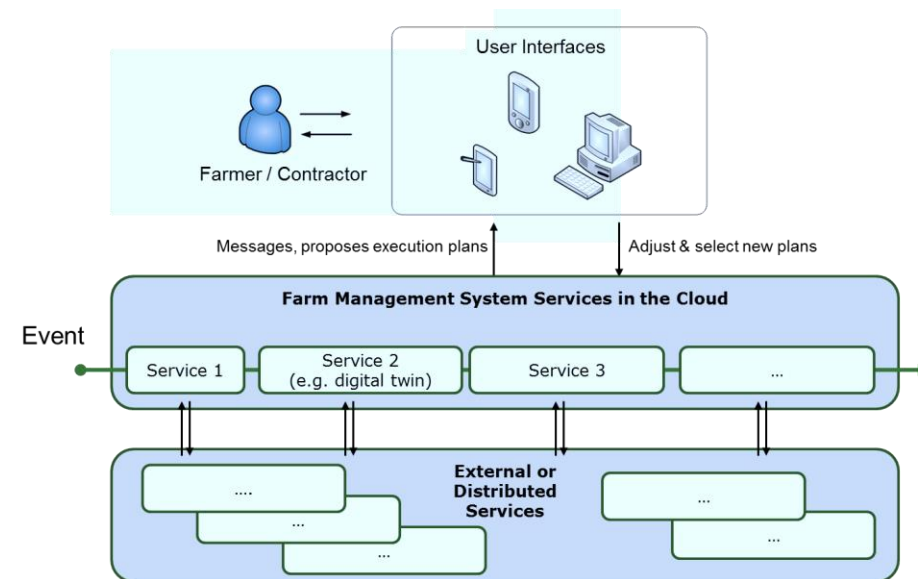 User Interfaces
Farmer / Contractor
Messages, proposes execution plans
Adjust & select new plans
Farm Management System Services in the Cloud
Event
Service 1
Service 2
(e.g. digital twin)
Service 3
...
External or
Distributed
Services
....
...
...
...
...